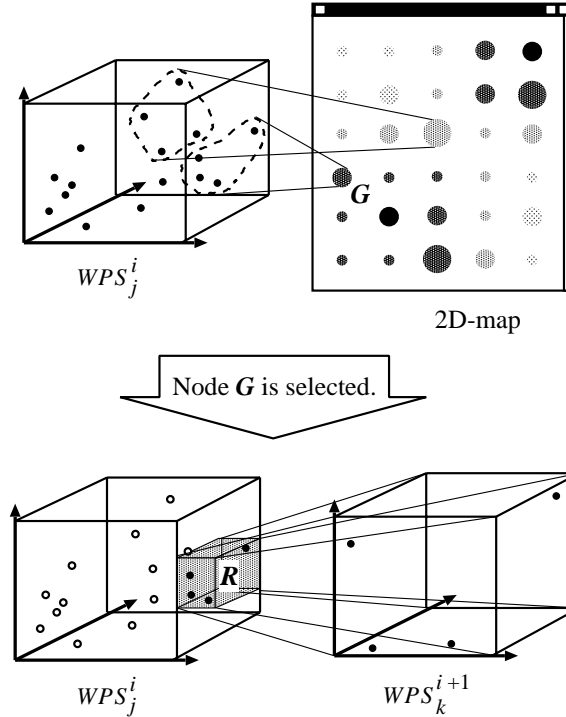 G
WPS_j^i
2D-map
Node G is selected.
R
WPS_j^i
WPS_k^{i+1}